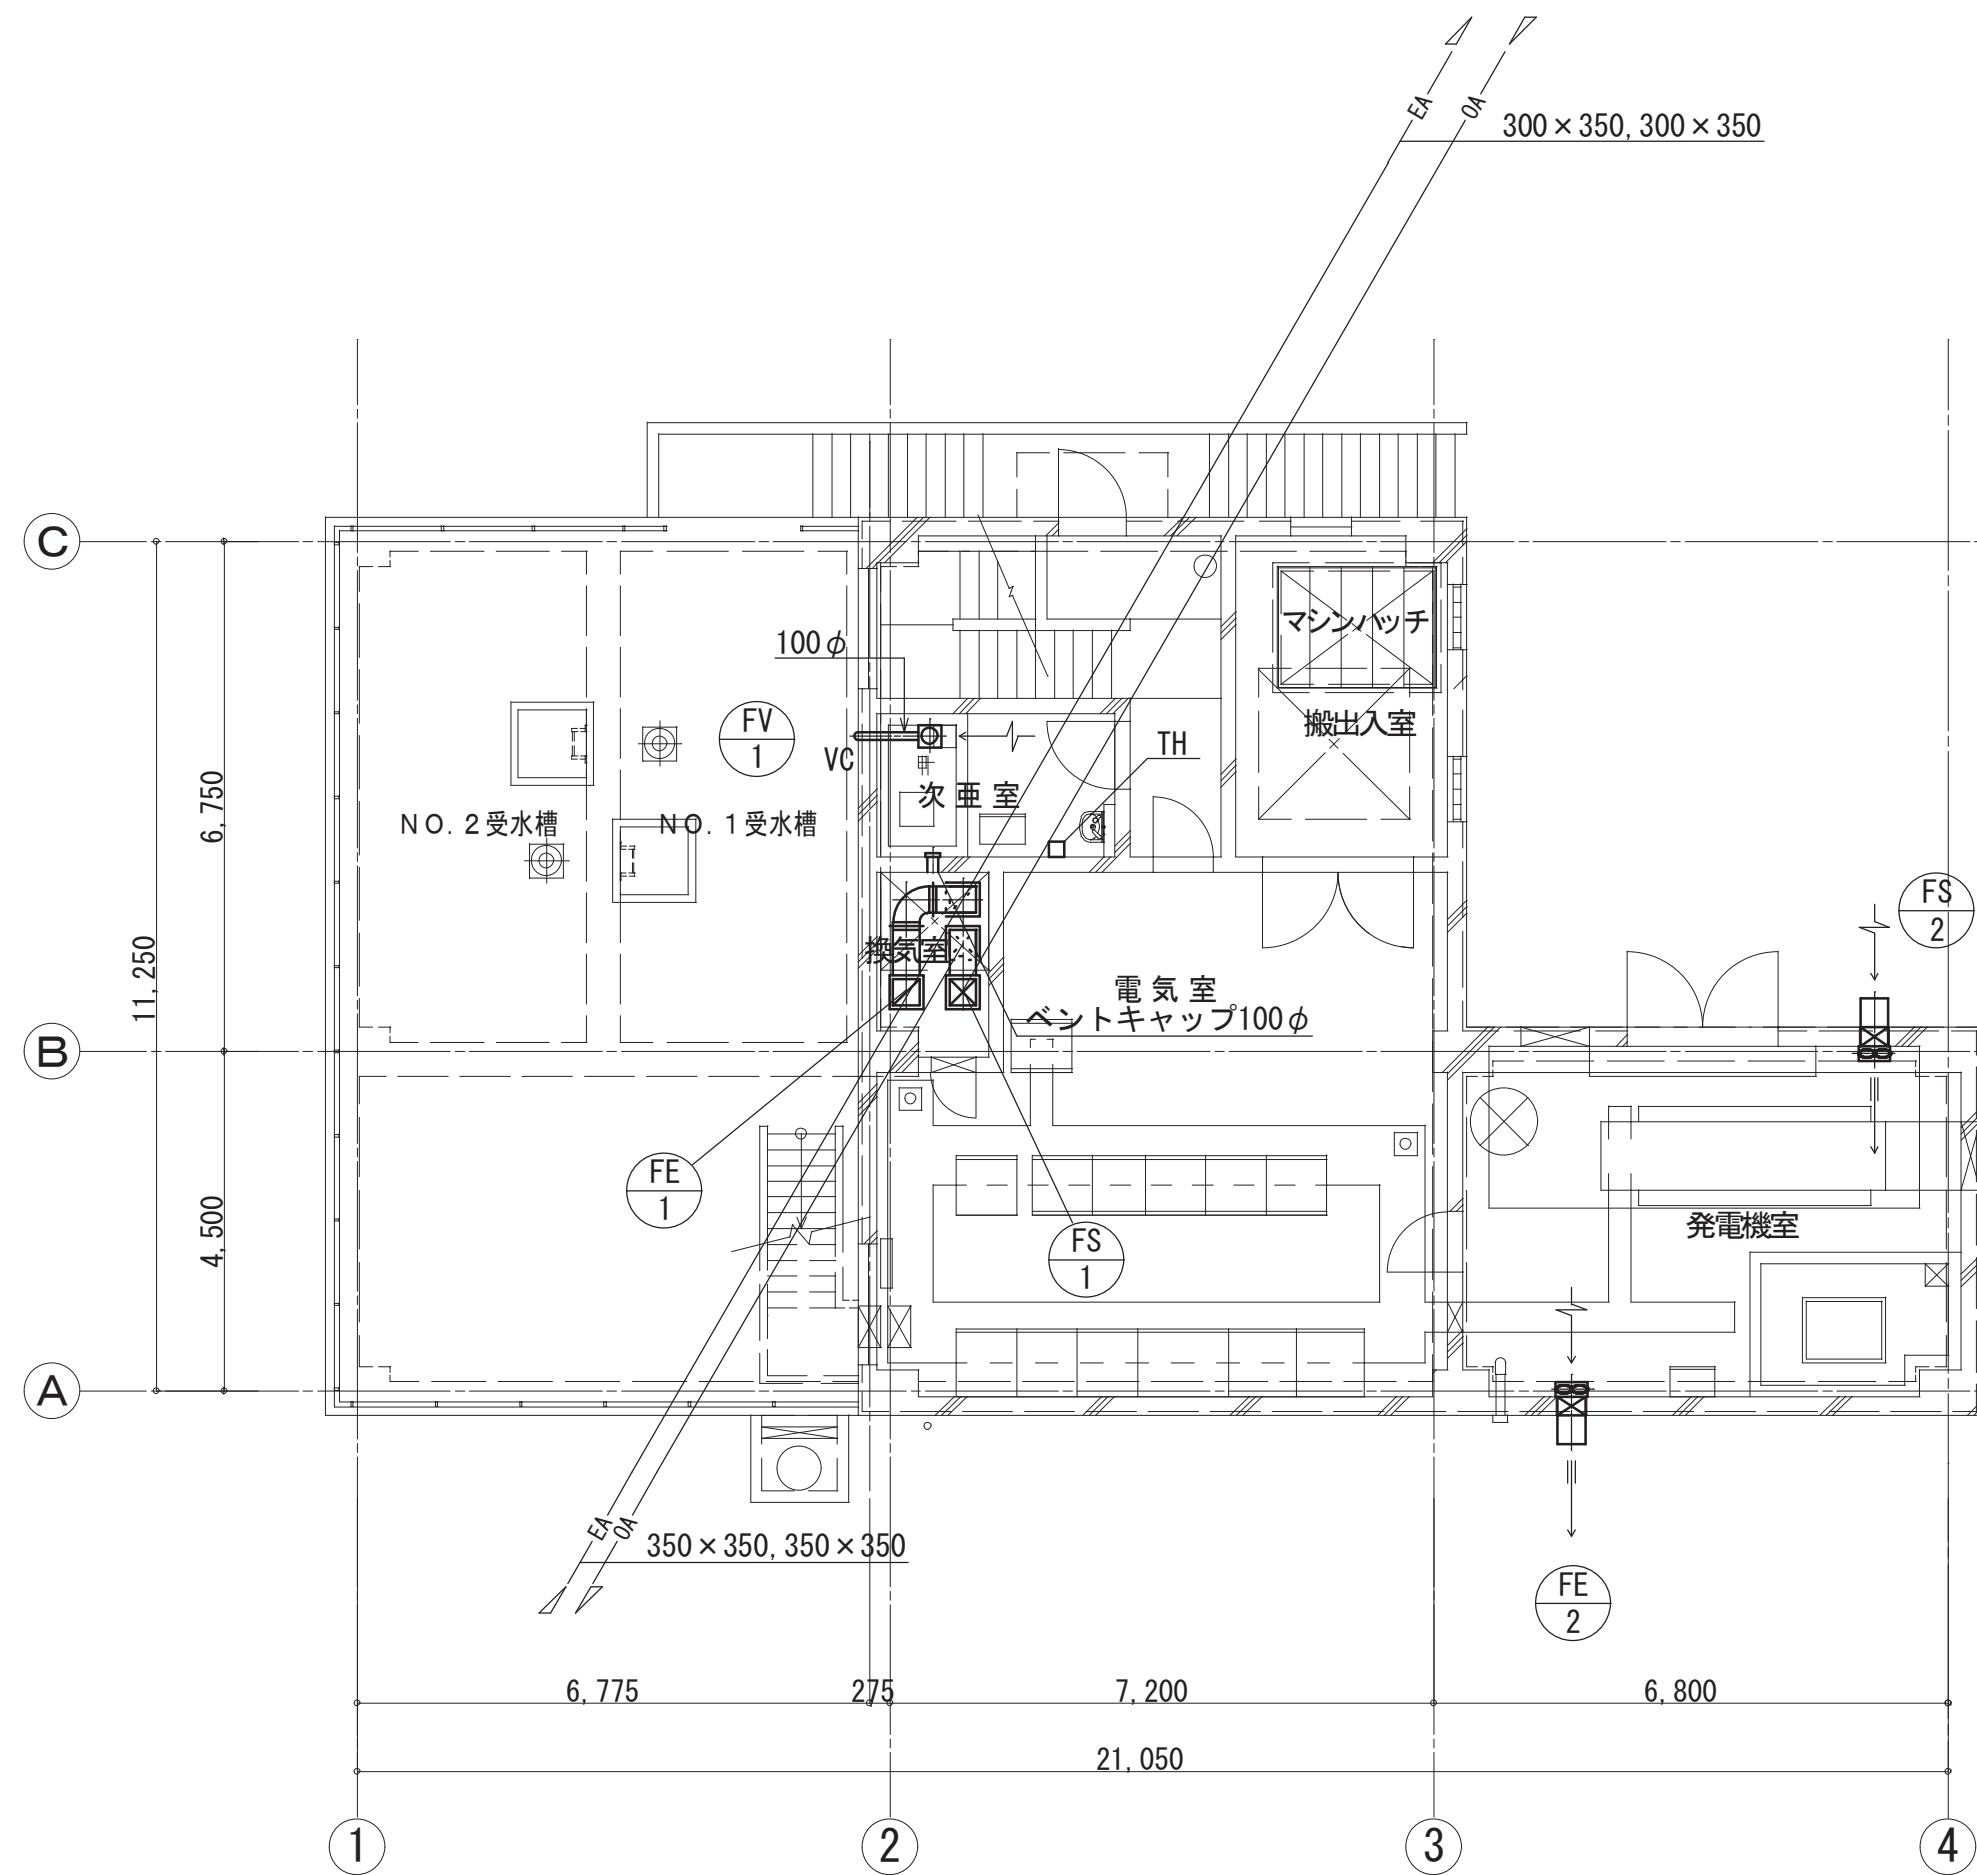 EA
OA
300×350, 300×350
C
マシンハッチ
100φ
FV
1
搬出入室
TH
VC
次亜室
6,750
NO.2受水槽
NO.1受水槽
FS
2
11,250
換気室
電気室
ベントキャップ100φ
B
FE
1
4,500
FS
1
発電機室
A
EA
OA
350×350, 350×350
FE
2
6,775
275
7,200
6,800
21,050
1
2
3
4